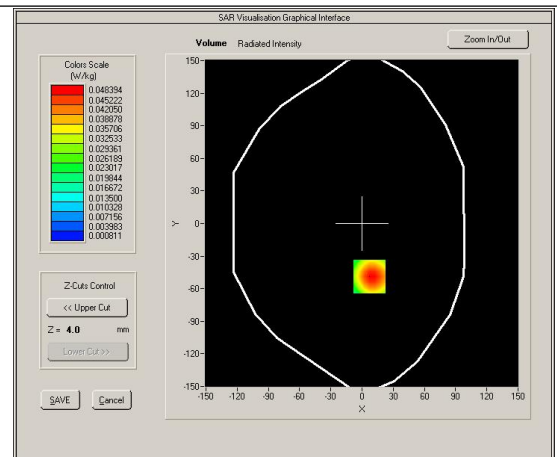 SAR Visualisation Graphical Interface
Volume Radiated Intensity
Zoom In/Out
Colors Scale
(W/kg)
0.048394
0.045222
0.042050
0.038878
0.035706
0.032533
0.029361
0.026189
0.023017
0.019844
0.016672
0.013500
0.010328
0.007156
0.003983
0.000811
Z-Cuts Control
<< Upper Cut
Z = 4.0 mm
Lower Cut >>
SAVE Cancel
150
120
90
60
30
0
-30
-60
-90
-120
-150
Y
-150 -120 -90 -60 -30 0 30 60 90 120 150
X